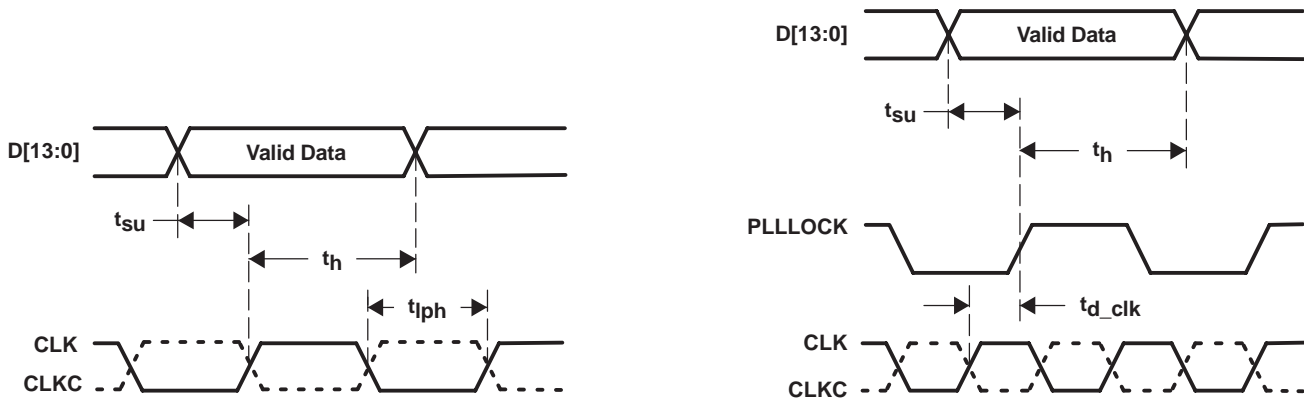 D[13:0]
Valid Data
tsu
th
tlph
CLK
CLKC
D[13:0]
Valid Data
tsu
th
PLLLOCK
td_clk
CLK
CLKC